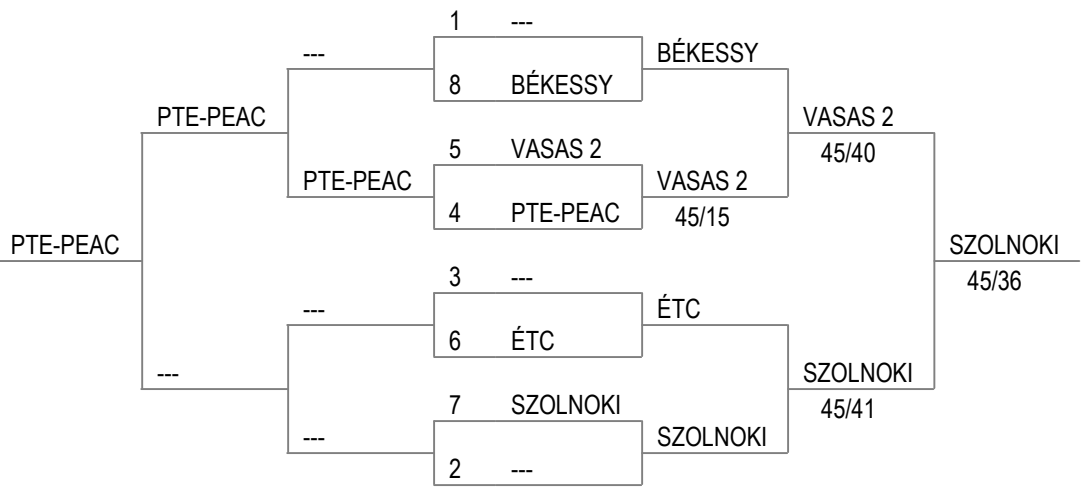 1 ---
--- BÉKESSY
8 BÉKESSY
PTE-PEAC VASAS 2
5 VASAS 2 45/40
PTE-PEAC VASAS 2
4 PTE-PEAC 45/15
PTE-PEAC SZOLNOKI
3 --- 45/36
--- ÉTC
6 ÉTC
--- SZOLNOKI
7 SZOLNOKI 45/41
--- SZOLNOKI
2 ---